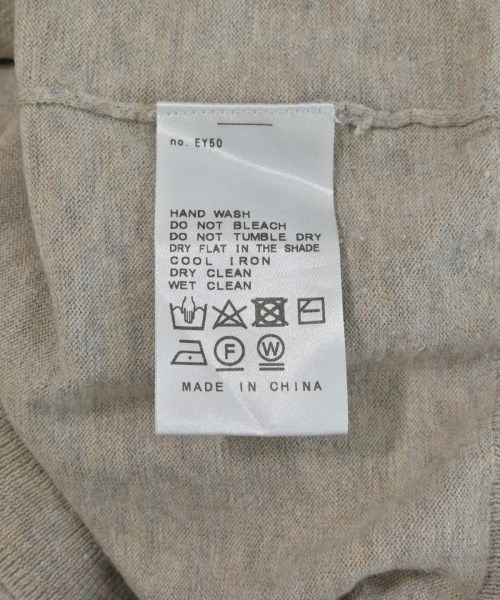 no. EY50
HAND WASH
DO NOT BLEACH
DO NOT TUMBLE DRY
DRY FLAT IN THE SHADE
COOL IRON
DRY CLEAN
WET CLEAN
F W
MADE IN CHINA